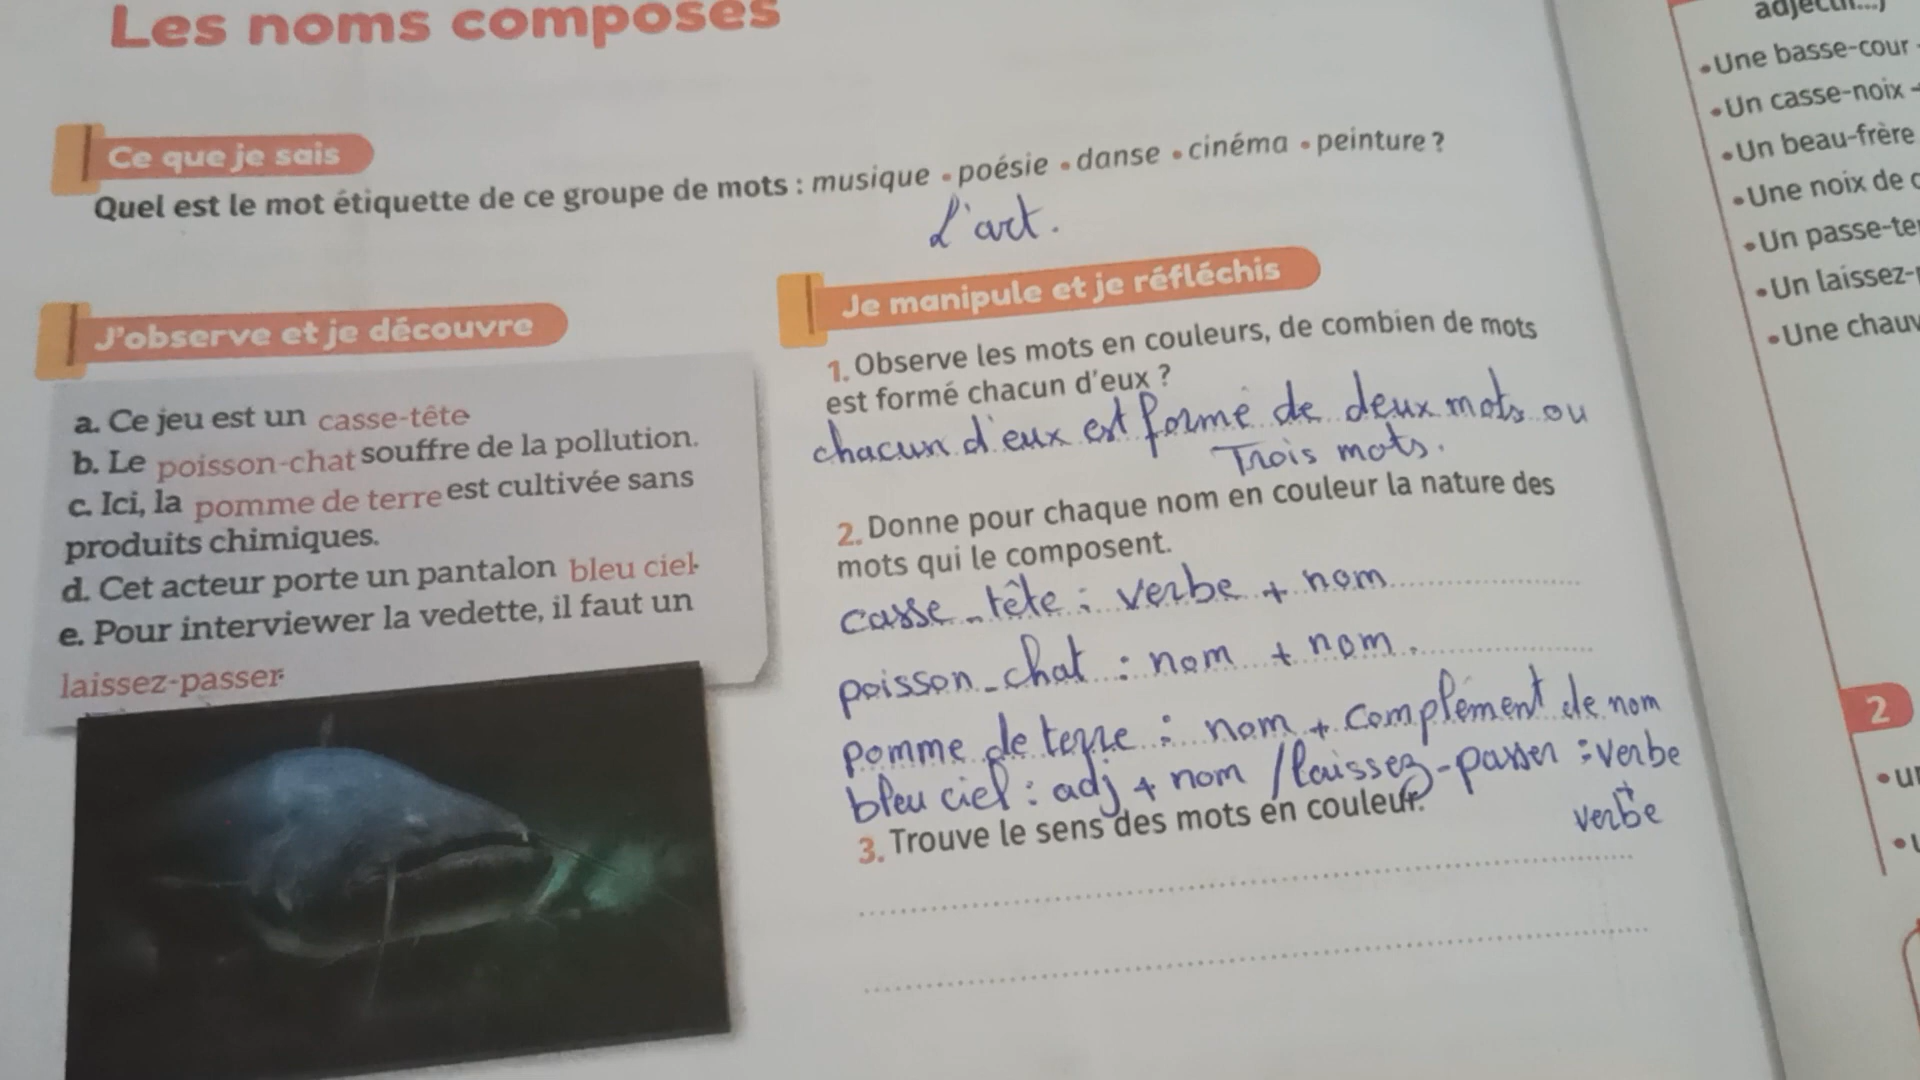 Les noms composés
Ce que je sais
Quel est le mot étiquette de ce groupe de mots : musique • poésie • danse • cinéma • peinture ?
L'art.
J'observe et je découvre
a. Ce jeu est un casse-tête
b. Le poisson-chat souffre de la pollution.
c. Ici, la pomme de terre est cultivée sans
produits chimiques.
d. Cet acteur porte un pantalon bleu ciel.
e. Pour interviewer la vedette, il faut un
laissez-passer
Je manipule et je réfléchis
1. Observe les mots en couleurs, de combien de mots
est formé chacun d'eux ?
chacun d'eux est formé de deux mots ou
Trois mots.
2. Donne pour chaque nom en couleur la nature des
mots qui le composent.
casse-tête : verbe + nom
poisson-chat : nom + nom.
pomme de terre : nom + complément de nom
bleu ciel : adj + nom / laissez-passer : verbe
+
verbe
3. Trouve le sens des mots en couleur.
• Une basse-cour
• Un casse-noix
• Un beau-frère
• Une noix de
• Un
• Un
• Une
2